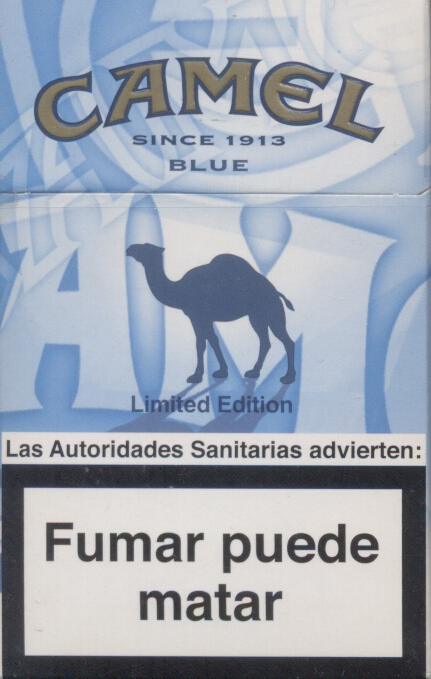 CAMEL
SINCE 1913
BLUE
Limited Edition
Las Autoridades Sanitarias advierten:
Fumar puede
matar